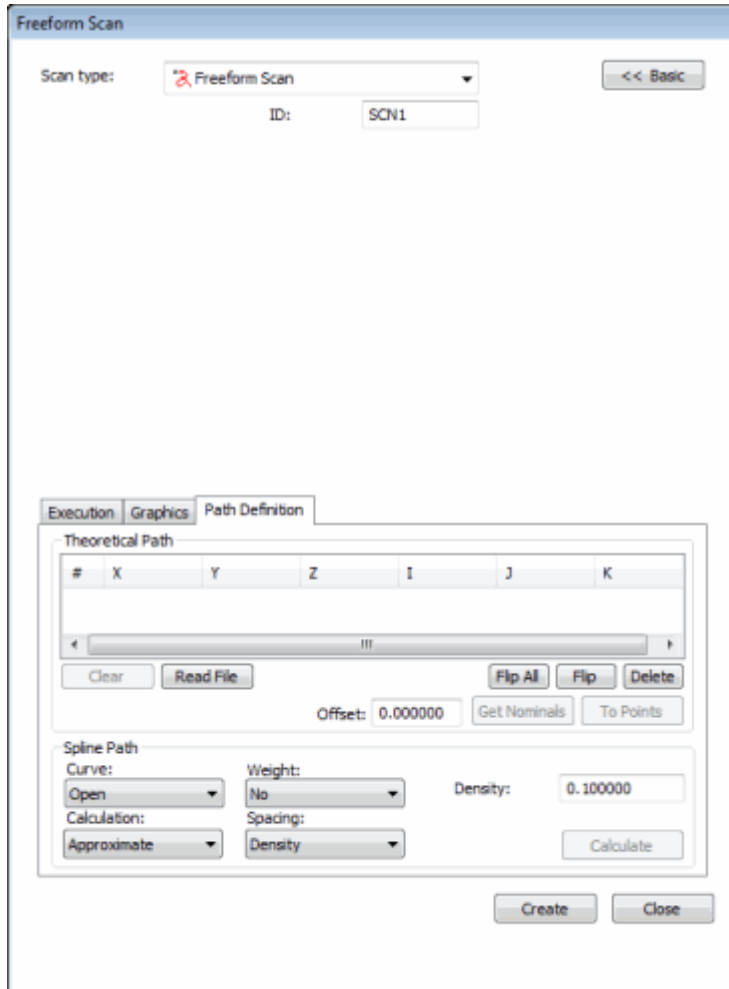 Freeform Scan
Scan type: Freeform Scan << Basic
ID: SCN1
Execution Graphics Path Definition
Theoretical Path
# X Y Z I J K
Clear Read File Flip All Flip Delete
Offset: 0.000000 Get Nominals To Points
Spline Path
Curve: Weight:
Open No Density: 0.100000
Calculation: Spacing:
Approximate Density Calculate
Create Close